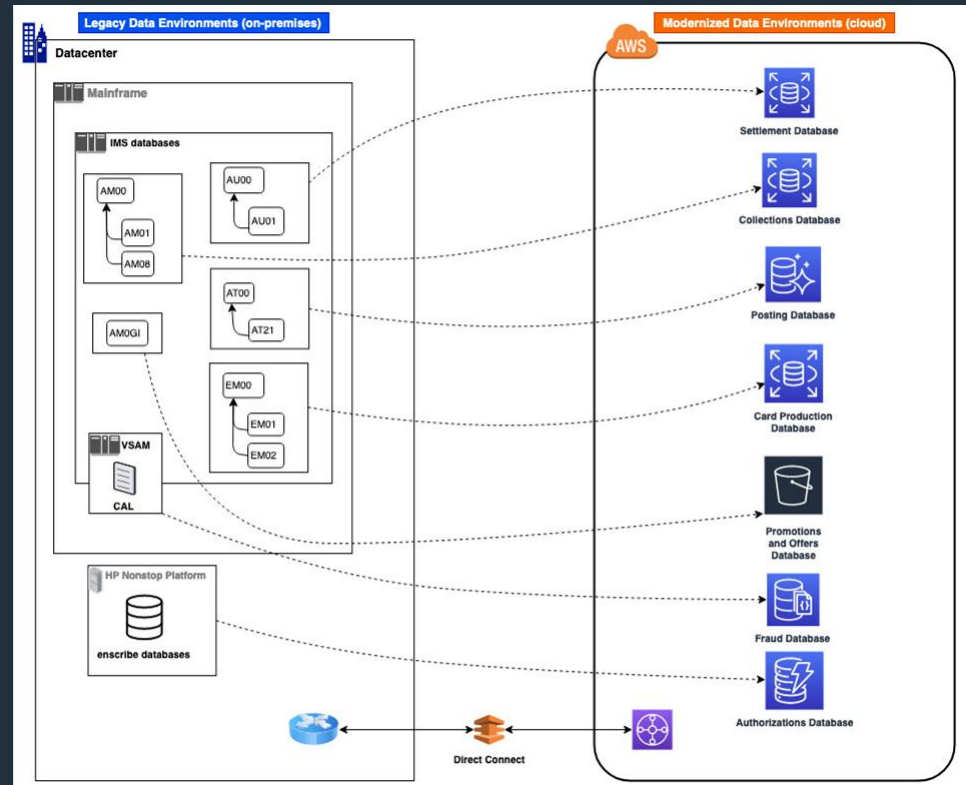 Legacy Data Environments (on-premises)
Modernized Data Environments (cloud)
AWS
Datacenter
Mainframe
IMS databases
AM00
AM01
AM08
AU00
AU01
AM0GI
AT00
AT21
EM00
EM01
EM02
VSAM
CAL
HP Nonstop Platform
enscribe databases
Direct Connect
Settlement Database
Collections Database
Posting Database
Card Production
Database
Promotions
and Offers
Database
Fraud Database
Authorizations Database